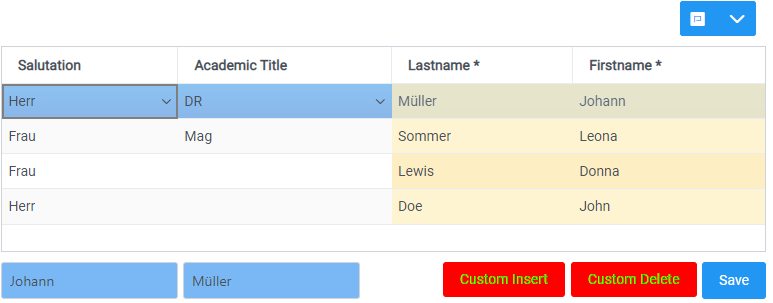 Salutation Academic Title Lastname * Firstname *
Herr DR Müller Johann
Frau Mag Sommer Leona
Frau Lewis Donna
Herr Doe John
Johann Müller Custom Insert Custom Delete Save